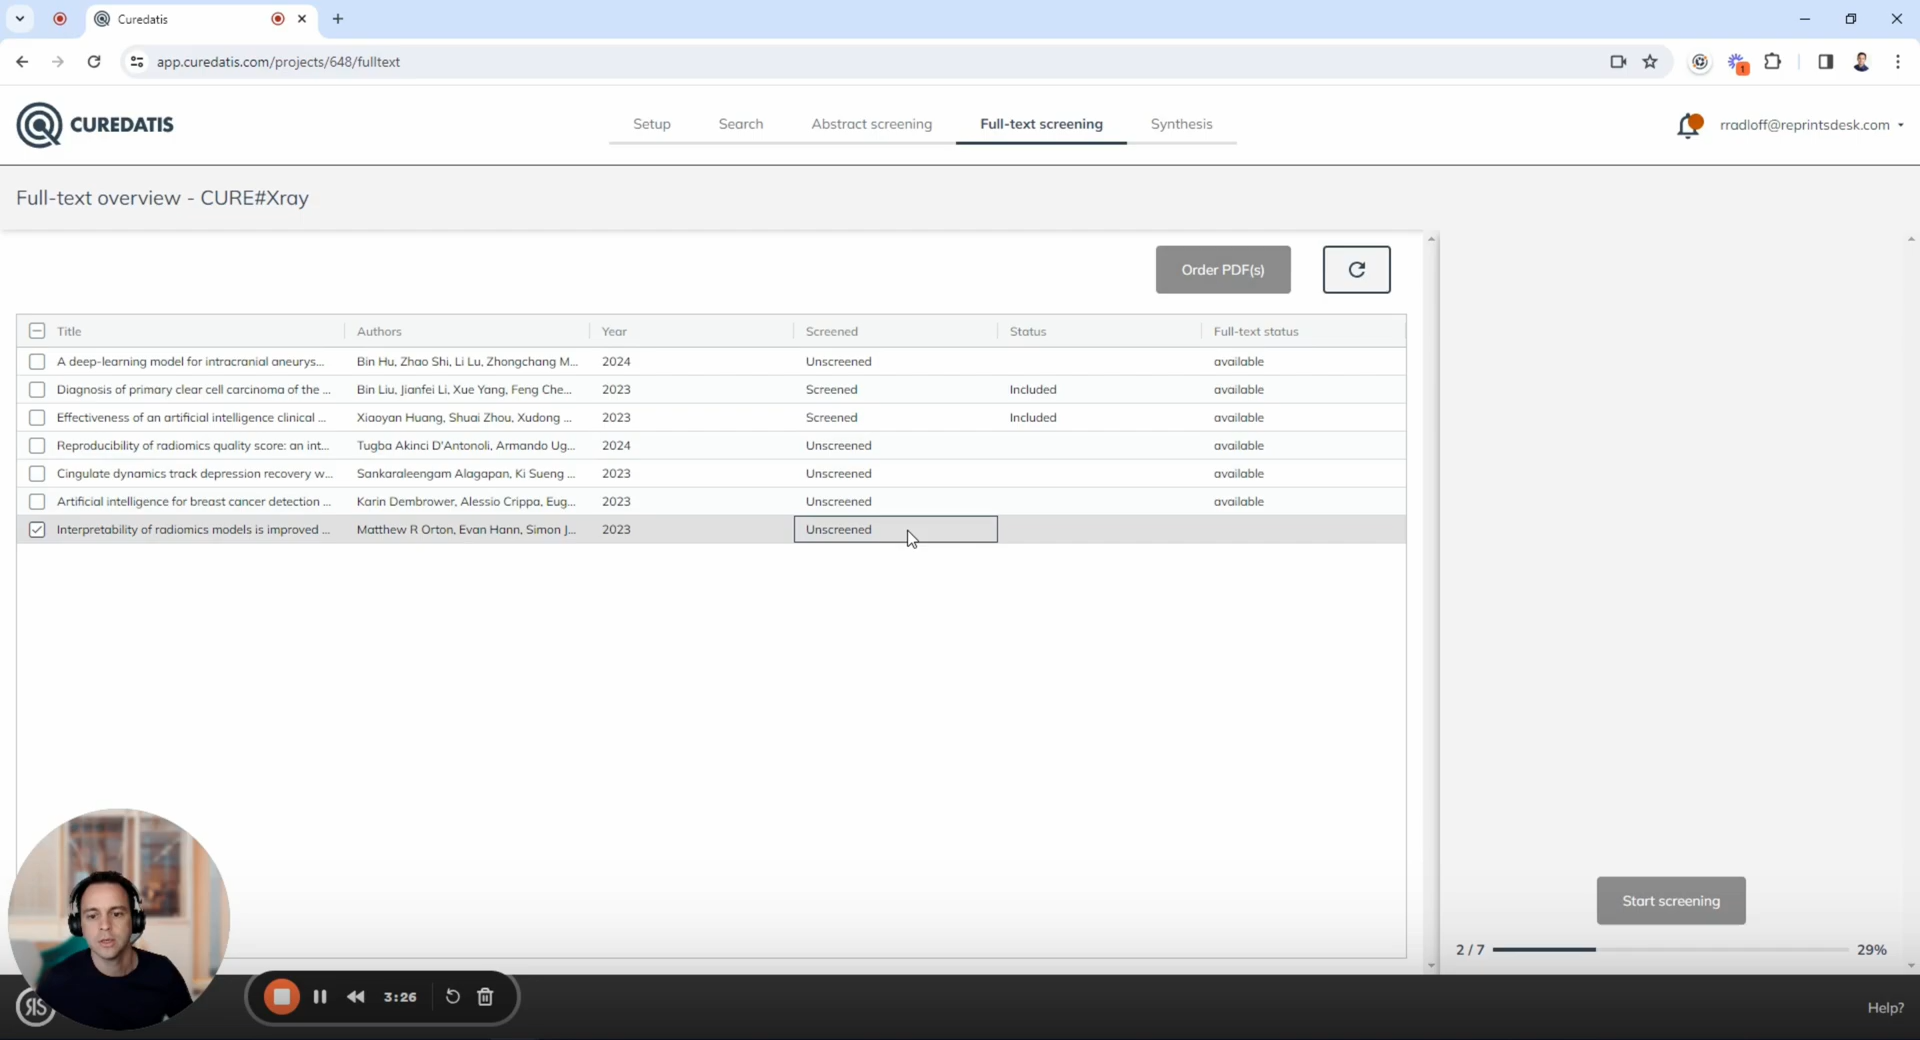 Curedatis
app.curedatis.com/projects/648/fulltext
1
CUREDATIS
Setup
Search
Abstract screening
Full-text screening
Synthesis
rradloff@reprintsdesk.com
Full-text overview - CURE#Xray
Order PDF(s)
Title Authors Year Screened Status Full-text status
A deep-learning model for intracranial aneurys... Bin Hu, Zhao Shi, Li Lu, Zhongchang M... 2024 Unscreened available
Diagnosis of primary clear cell carcinoma of the ... Bin Liu, Jianfei Li, Xue Yang, Feng Che... 2023 Screened Included available
Effectiveness of an artificial intelligence clinical ... Xiaoyan Huang, Shuai Zhou, Xudong ... 2023 Screened Included available
Reproducibility of radiomics quality score: an int... Tugba Akinci D'Antonoli, Armando Ug... 2024 Unscreened available
Cingulate dynamics track depression recovery w... Sankaraleengam Alagapan, Ki Sueng ... 2023 Unscreened available
Artificial intelligence for breast cancer detection ... Karin Dembrower, Alessio Crippa, Eug... 2023 Unscreened available
Interpretability of radiomics models is improved ... Matthew R Orton, Evan Hann, Simon J... 2023 Unscreened
Start screening
2 / 7 29%
3:26
Help?